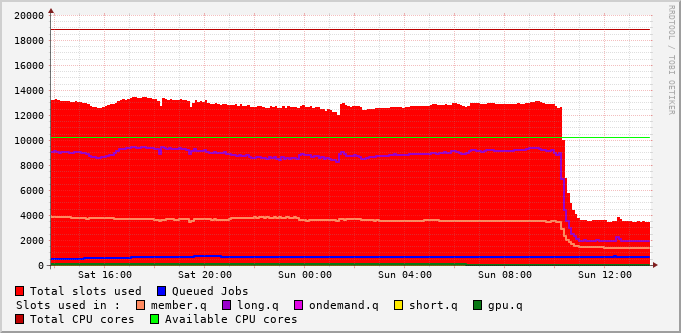 20000
18000
16000
14000
12000
10000
8000
6000
4000
2000
0
Sat 16:00 Sat 20:00 Sun 00:00 Sun 04:00 Sun 08:00 Sun 12:00
RRDTOOL / TOBI OETIKER
Total slots used Queued Jobs
Slots used in : member.q long.q ondemand.q short.q gpu.q
Total CPU cores Available CPU cores